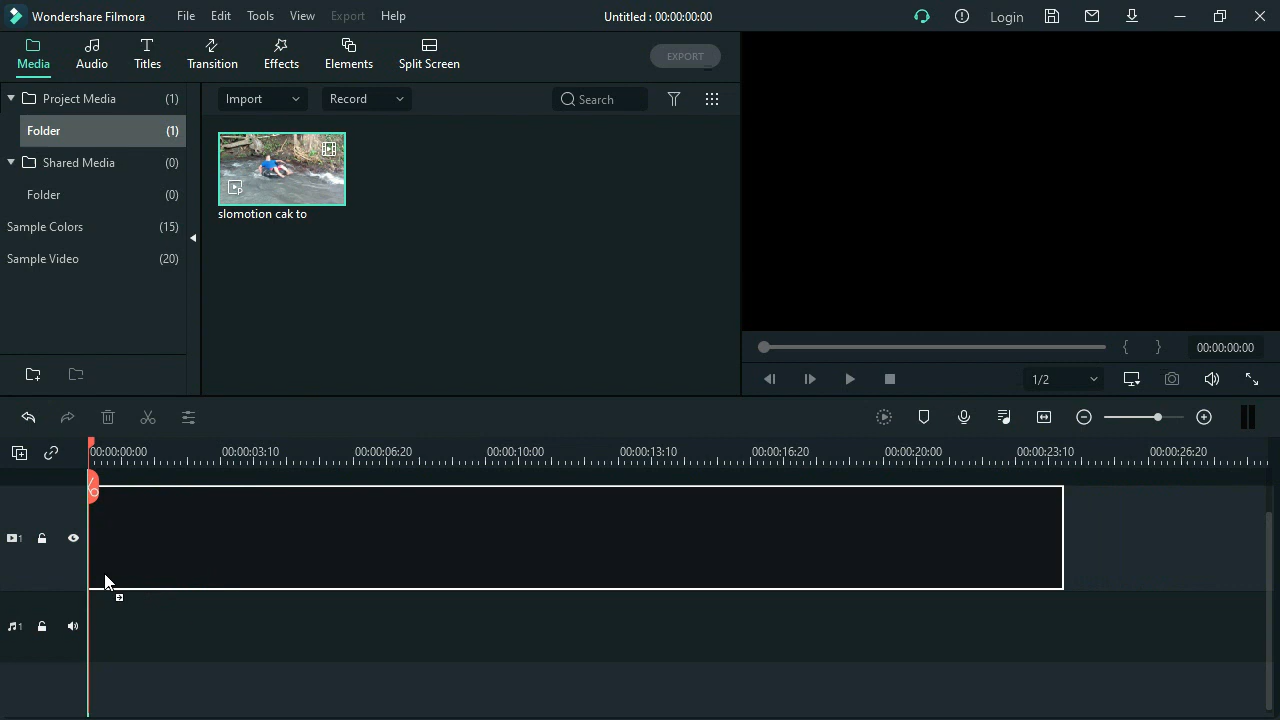 Wondershare Filmora File Edit Tools View Export Help Untitled : 00:00:00:00 Login
Media Audio Titles Transition Effects Elements Split Screen EXPORT
Project Media (1)
Folder (1)
Shared Media (0)
Folder (0)
Sample Colors (15)
Sample Video (20)
Import Record Search
slomotion cak to
{ } 00:00:00:00
1/2
00:00:00:00 00:00:03:10 00:00:06:20 00:00:10:00 00:00:13:10 00:00:16:20 00:00:20:00 00:00:23:10 00:00:26:20
1
1